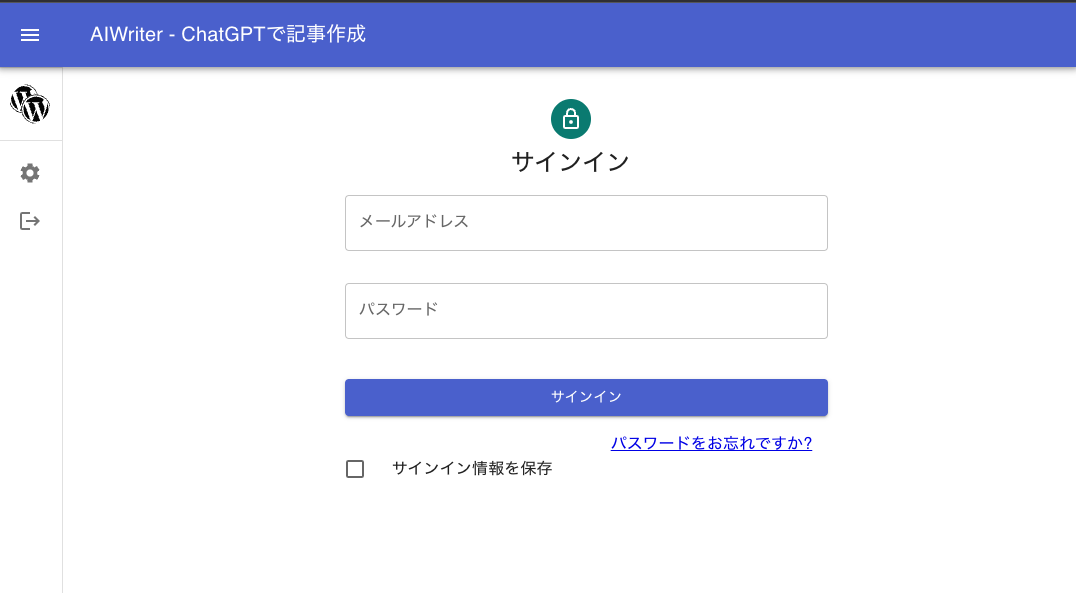 AIWriter - ChatGPTで記事作成
サインイン
メールアドレス
パスワード
サインイン
パスワードをお忘れですか?
サインイン情報を保存